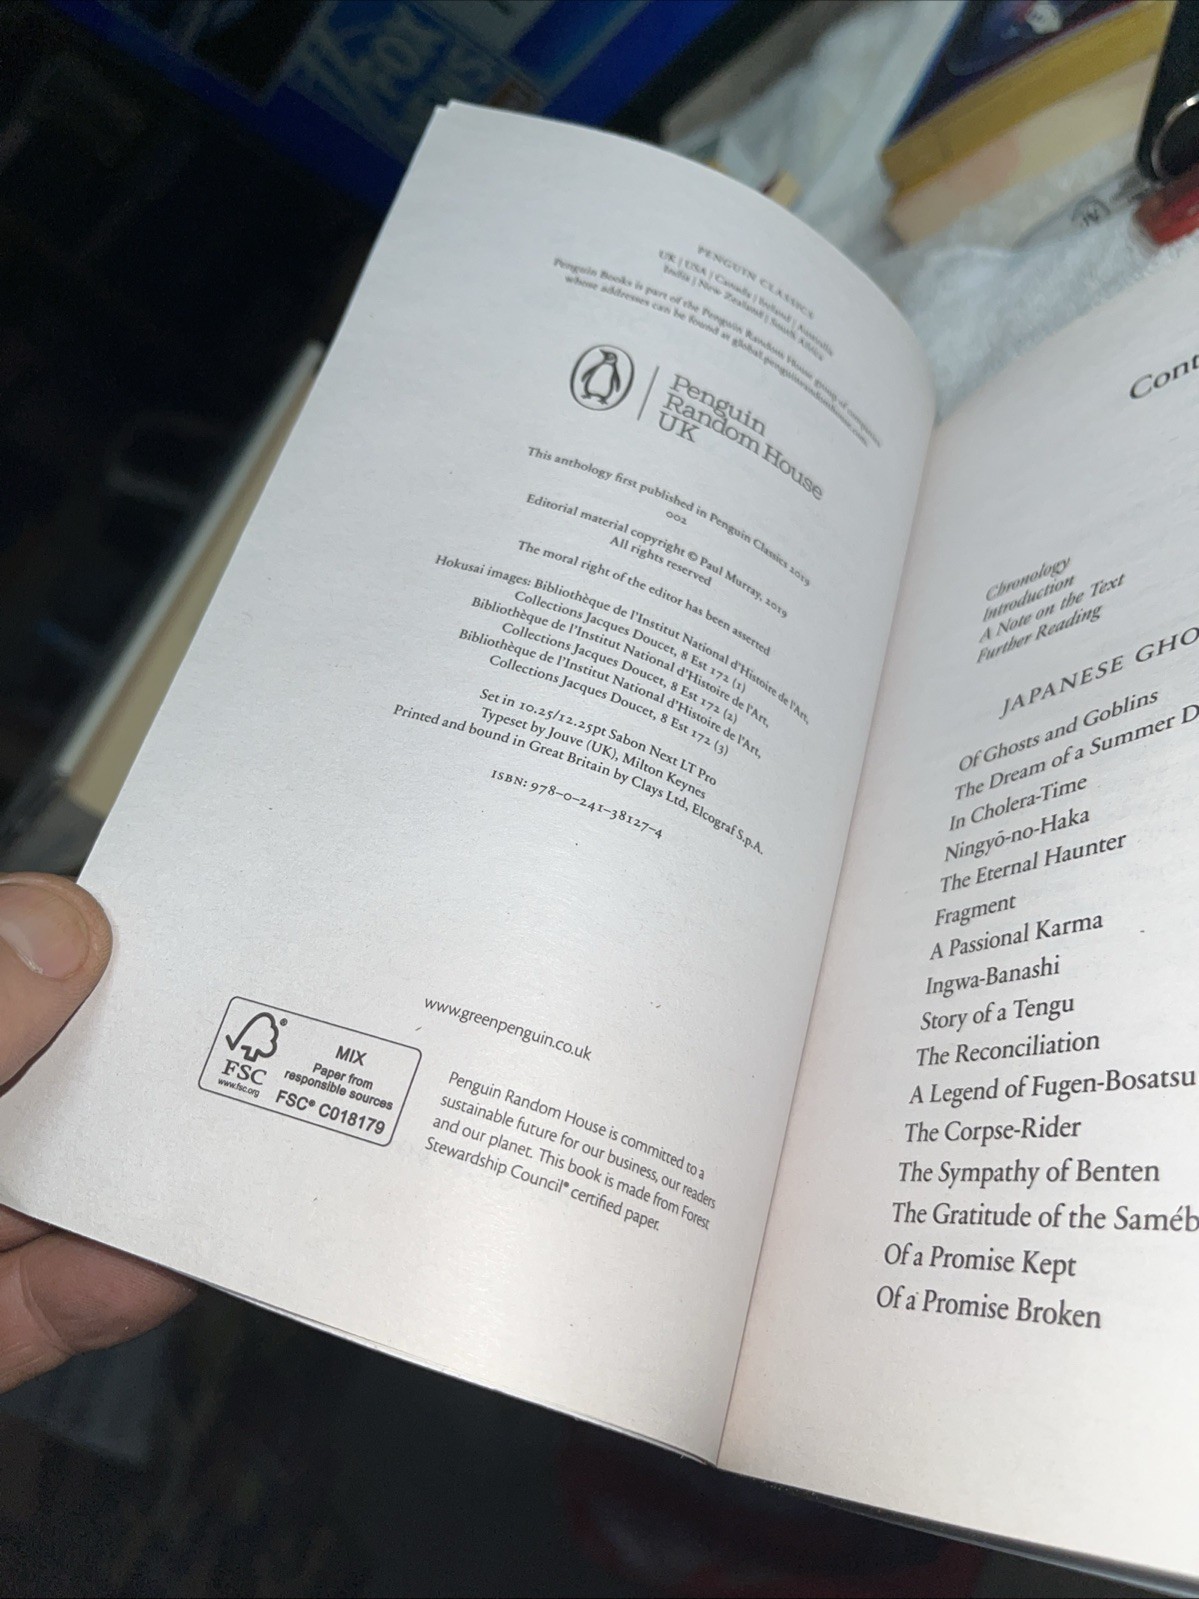 PENGUIN CLASSICS
UK | USA | Canada | Ireland | Australia
India | New Zealand | South Africa
Penguin Books is part of the Penguin Random House group of companies
whose addresses can be found at global.penguinrandomhouse.com.
Penguin
Random House
UK
This anthology first published in Penguin Classics 2019
002
Editorial material copyright © Paul Murray, 2019
All rights reserved
The moral right of the editor has been asserted
Hokusai images: Bibliothèque de l'Institut National d'Histoire de l'Art,
Collections Jacques Doucet, 8 Est 172 (1)
Bibliothèque de l'Institut National d'Histoire de l'Art,
Collections Jacques Doucet, 8 Est 172 (2)
Bibliothèque de l'Institut National d'Histoire de l'Art,
Collections Jacques Doucet, 8 Est 172 (3)
Set in 10.25/12.25pt Sabon Next LT Pro
Typeset by Jouve (UK), Milton Keynes
Printed and bound in Great Britain by Clays Ltd, Elcograf S.p.A.
ISBN: 978-0-241-38127-4
www.greenpenguin.co.uk
FSC
www.fsc.org
MIX
Paper from
responsible sources
FSC® C018179
Penguin Random House is committed to a
sustainable future for our business, our readers
and our planet. This book is made from Forest
Stewardship Council® certified paper.
Cont
Chronology
Introduction
A Note on the Text
Further Reading
JAPANESE GHO
Of Ghosts and Goblins
The Dream of a Summer D
In Cholera-Time
Ningyō-no-Haka
The Eternal Haunter
Fragment
A Passional Karma
Ingwa-Banashi
Story of a Tengu
The Reconciliation
A Legend of Fugen-Bosatsu
The Corpse-Rider
The Sympathy of Benten
The Gratitude of the Saméb
Of a Promise Kept
Of a Promise Broken